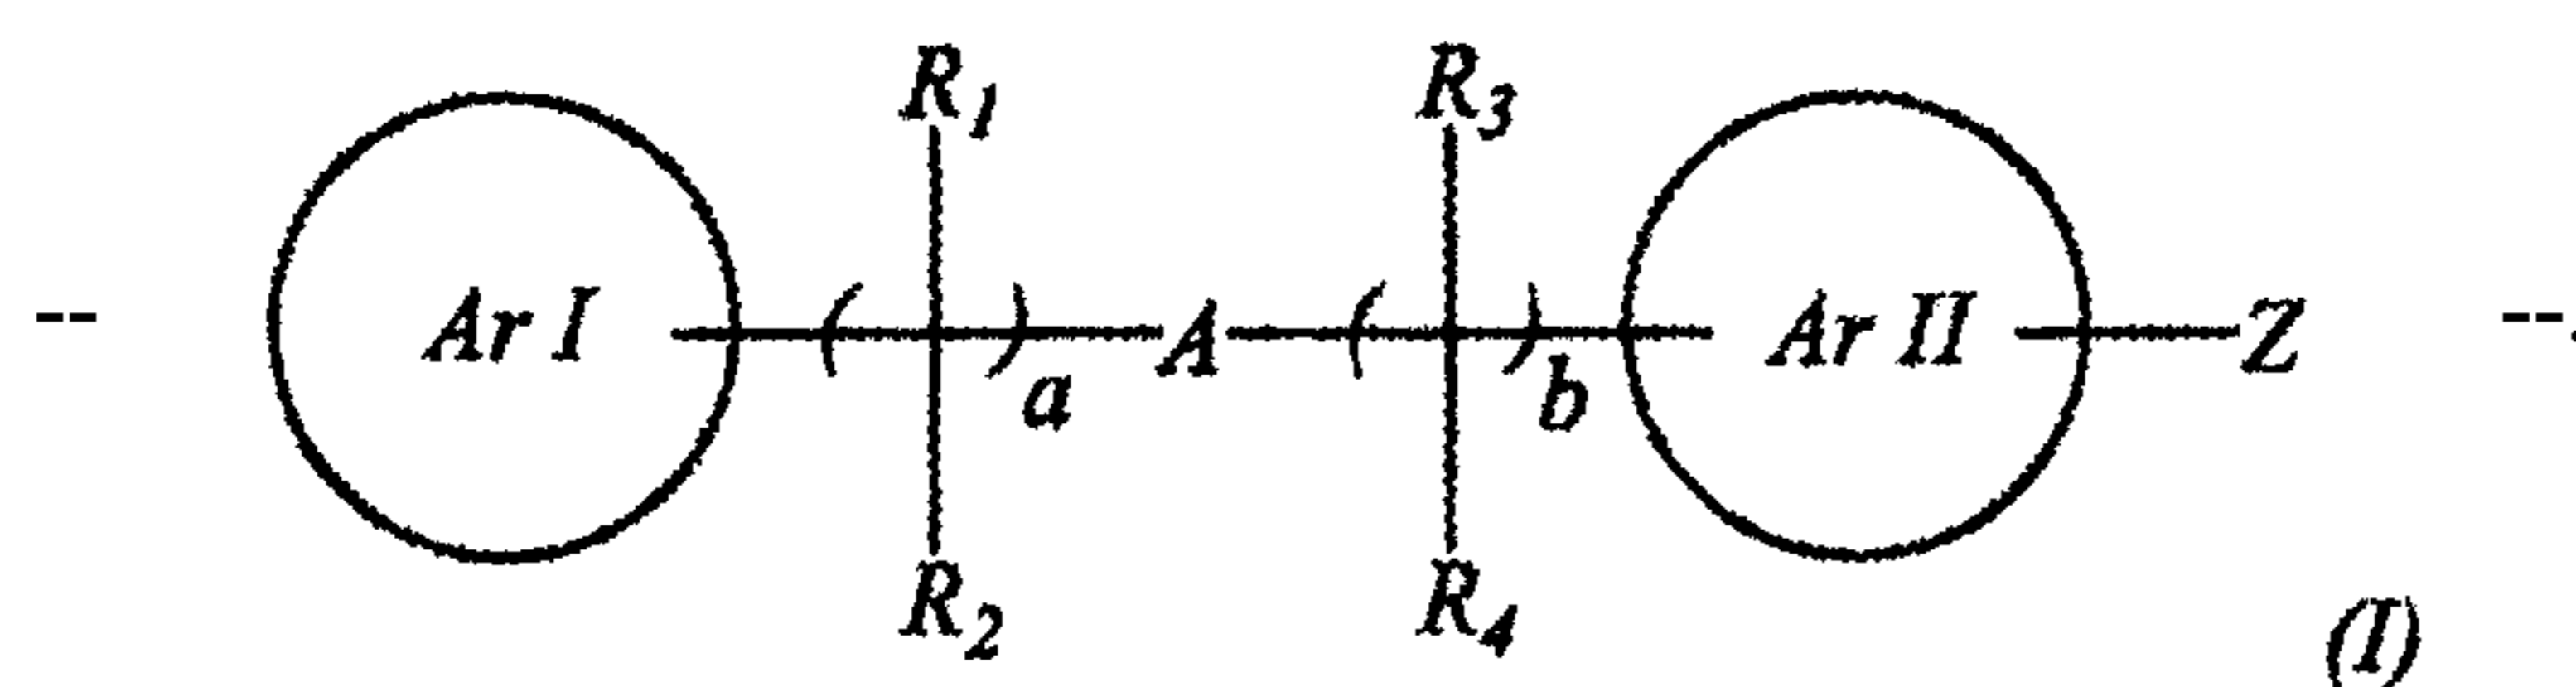 R1 R3
-- Ar I ( )a A ( )b Ar II Z --.
R2 R4
(I)